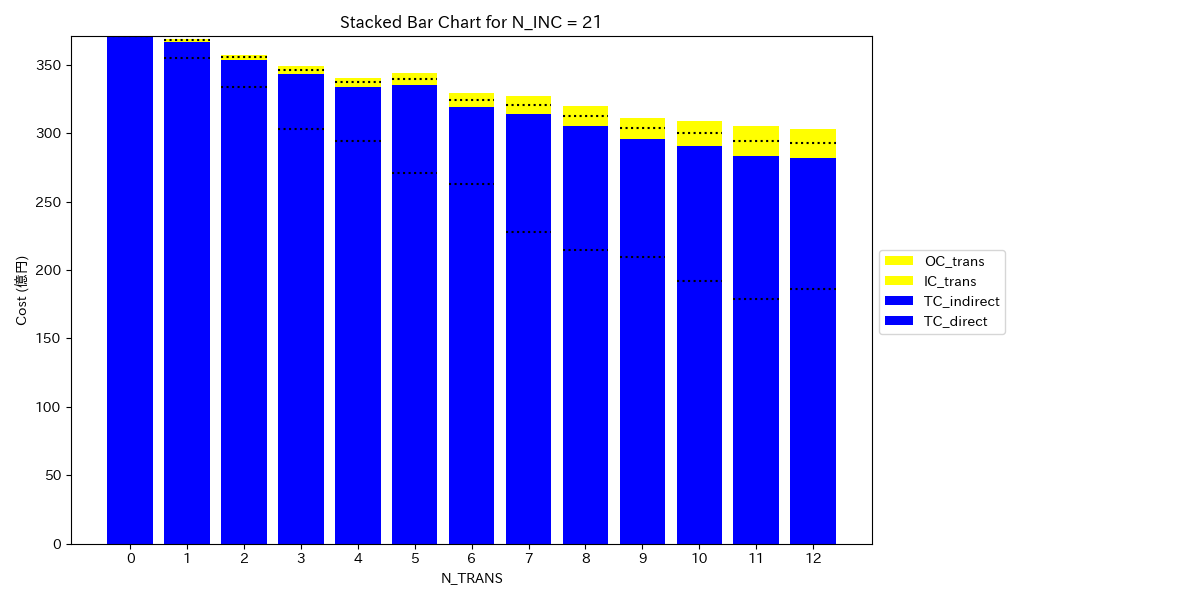 Stacked Bar Chart for N_INC = 21
Cost (億円)
350
300
250
200
150
100
50
0
0 1 2 3 4 5 6 7 8 9 10 11 12
N_TRANS
OC_trans
IC_trans
TC_indirect
TC_direct